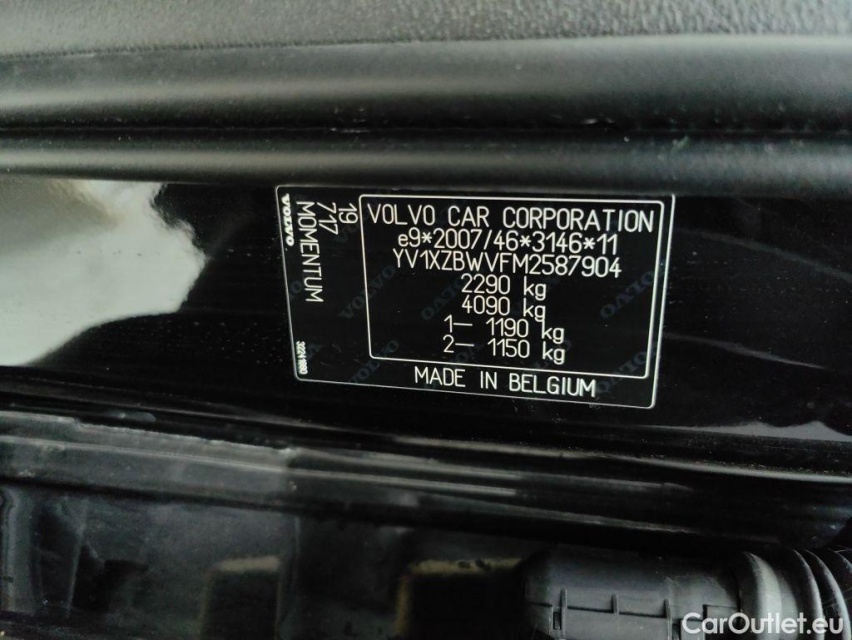 VOLVO CAR CORPORATION
e9*2007/46*3146*11
YV1XZBWVFM2587904
2290 kg
4090 kg
1– 1190 kg
2– 1150 kg
MADE IN BELGIUM
19
717
MOMENTUM
VOLVO
CarOutlet.eu